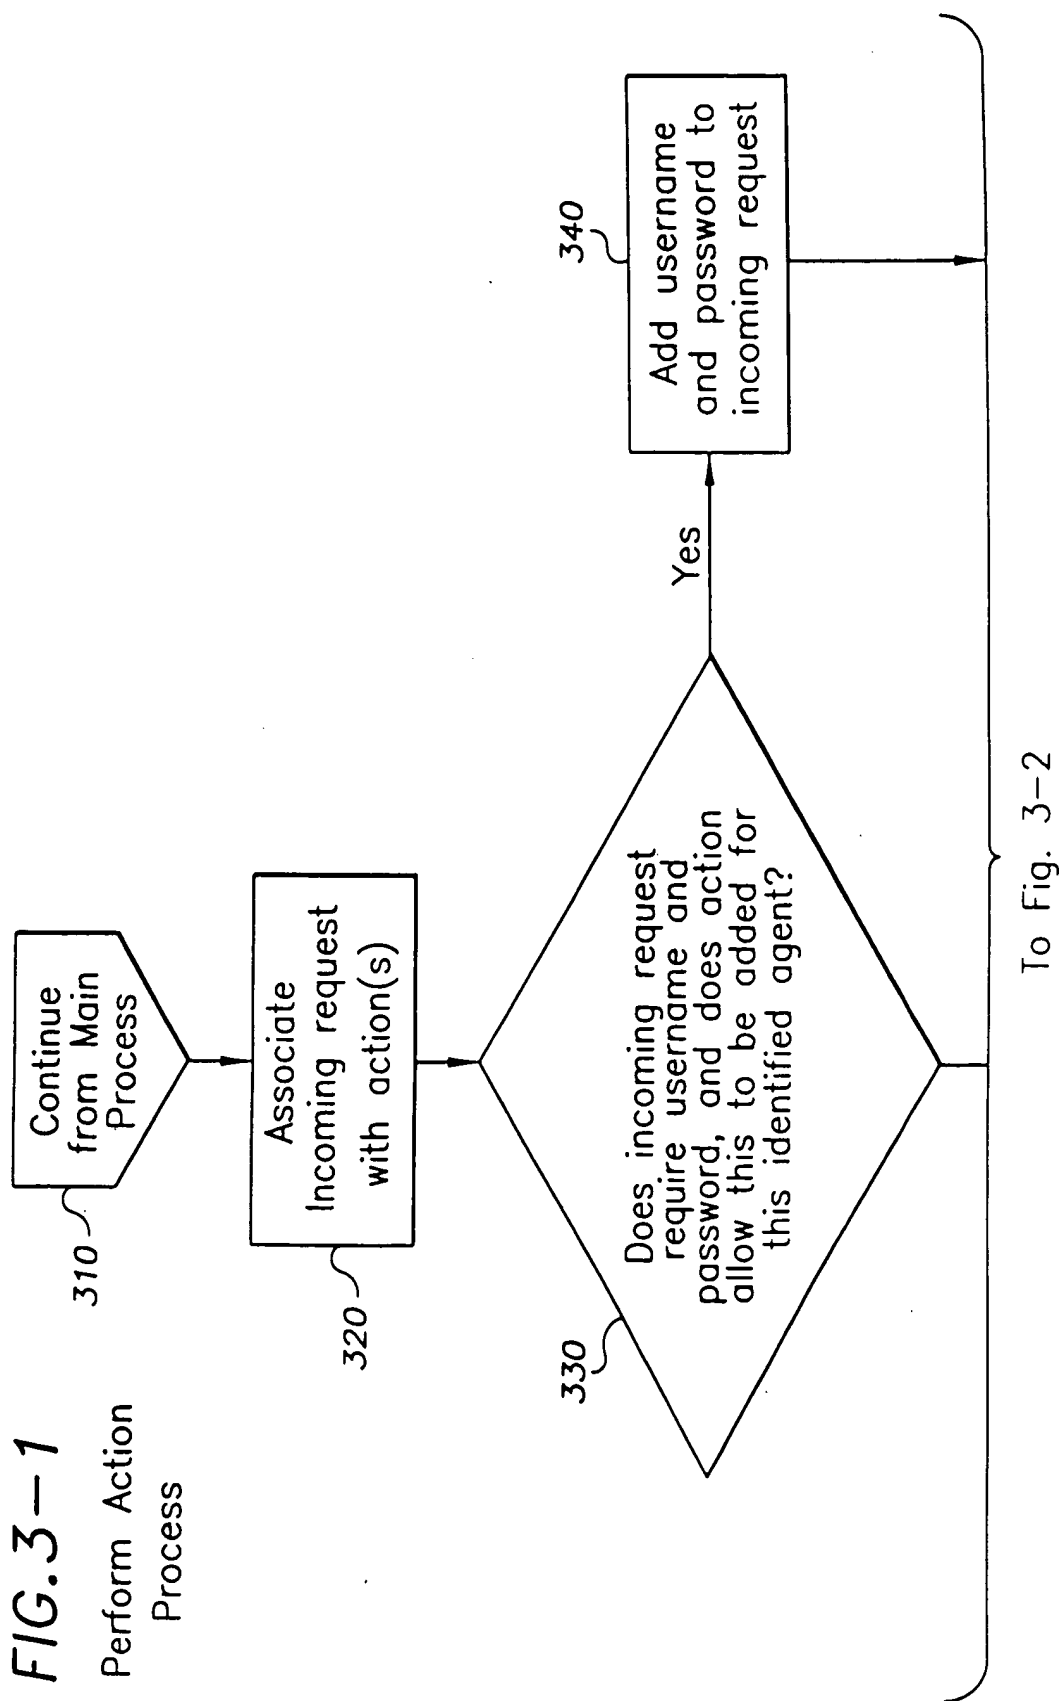 FIG.3-1
Perform Action
Process
310
Continue
from Main
Process
320
Associate
Incoming request
with action(s)
330
Does incoming request
require username and
password, and does action
allow this to be added for
this identified agent?
Yes
340
Add username
and password to
incoming request
To Fig. 3-2